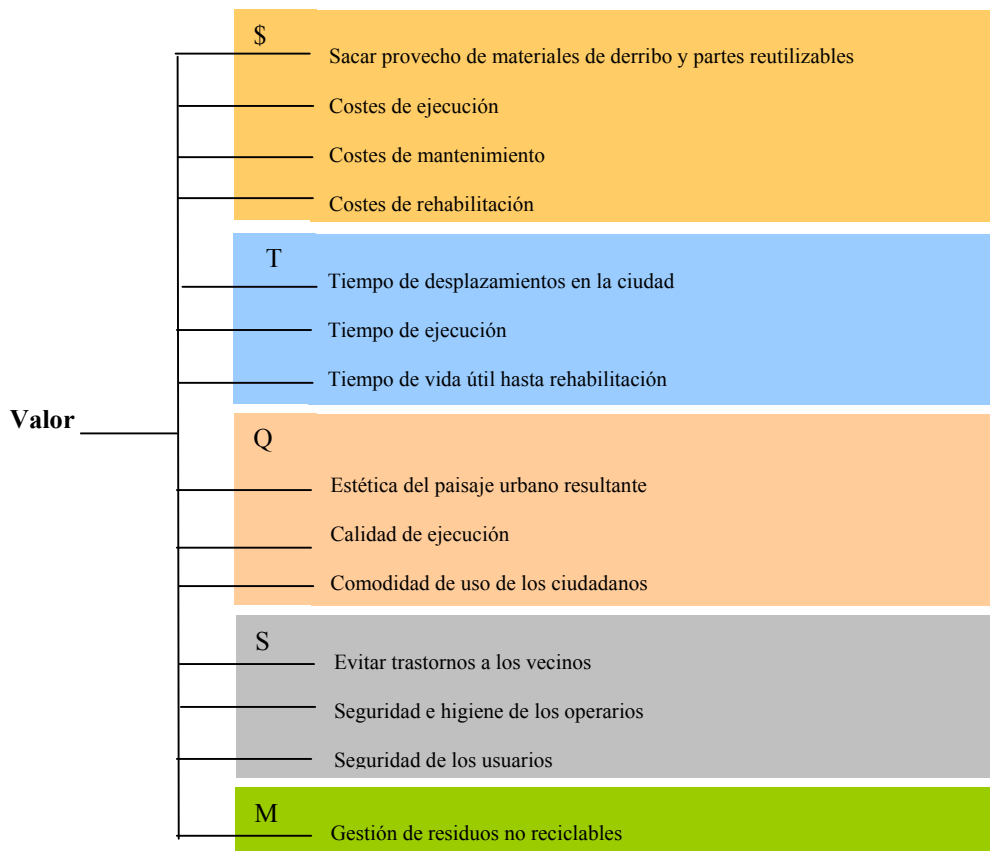 $
Sacar provecho de materiales de derribo y partes reutilizables
Costes de ejecución
Costes de mantenimiento
Costes de rehabilitación
T
Tiempo de desplazamientos en la ciudad
Tiempo de ejecución
Tiempo de vida útil hasta rehabilitación
Valor
Q
Estética del paisaje urbano resultante
Calidad de ejecución
Comodidad de uso de los ciudadanos
S
Evitar trastornos a los vecinos
Seguridad e higiene de los operarios
Seguridad de los usuarios
M
Gestión de residuos no reciclables